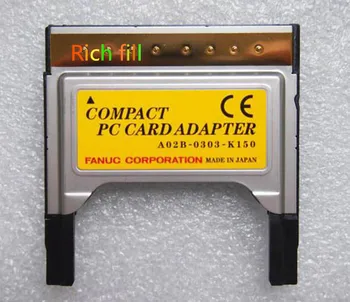 Rich fill
COMPACT
PC CARD ADAPTER
A02B-0303-K150
FANUC CORPORATION MADE IN JAPAN
CE